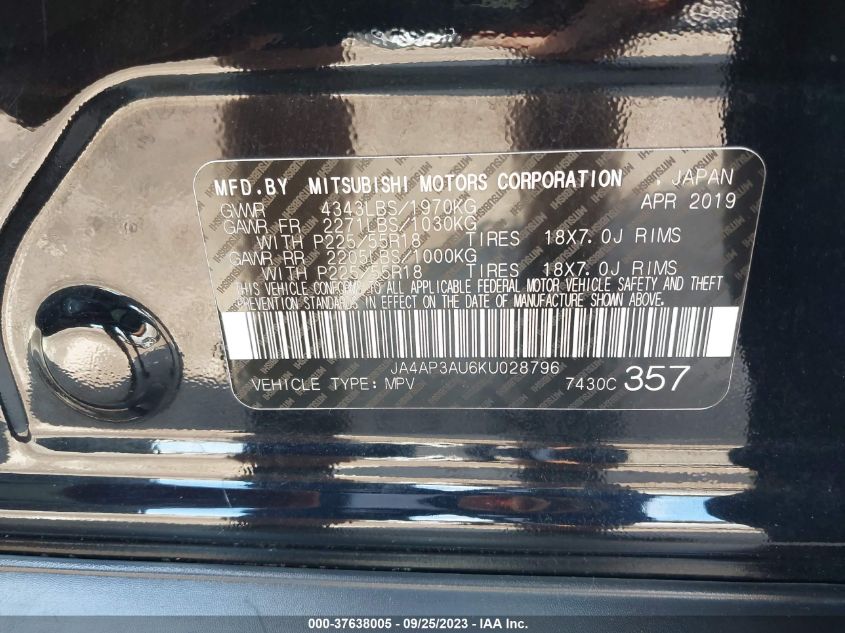 MFD.BY MITSUBISHI MOTORS CORPORATION , JAPAN
GVWR 4343LBS/1970KG APR 2019
GAWR FR 2271LBS/1030KG
WITH P225/55R18 TIRES 18X7.0J RIMS
GAWR RR 2205LBS/1000KG
WITH P225/55R18 TIRES 18X7.0J RIMS
THIS VEHICLE CONFORMS TO ALL APPLICABLE FEDERAL MOTOR VEHICLE SAFETY AND THEFT
PREVENTION STANDARDS IN EFFECT ON THE DATE OF MANUFACTURE SHOWN ABOVE.
JA4AP3AU6KU028796
VEHICLE TYPE: MPV 7430C 357
000-37638005 - 09/25/2023 - COPYRIGHT IAA, INC.